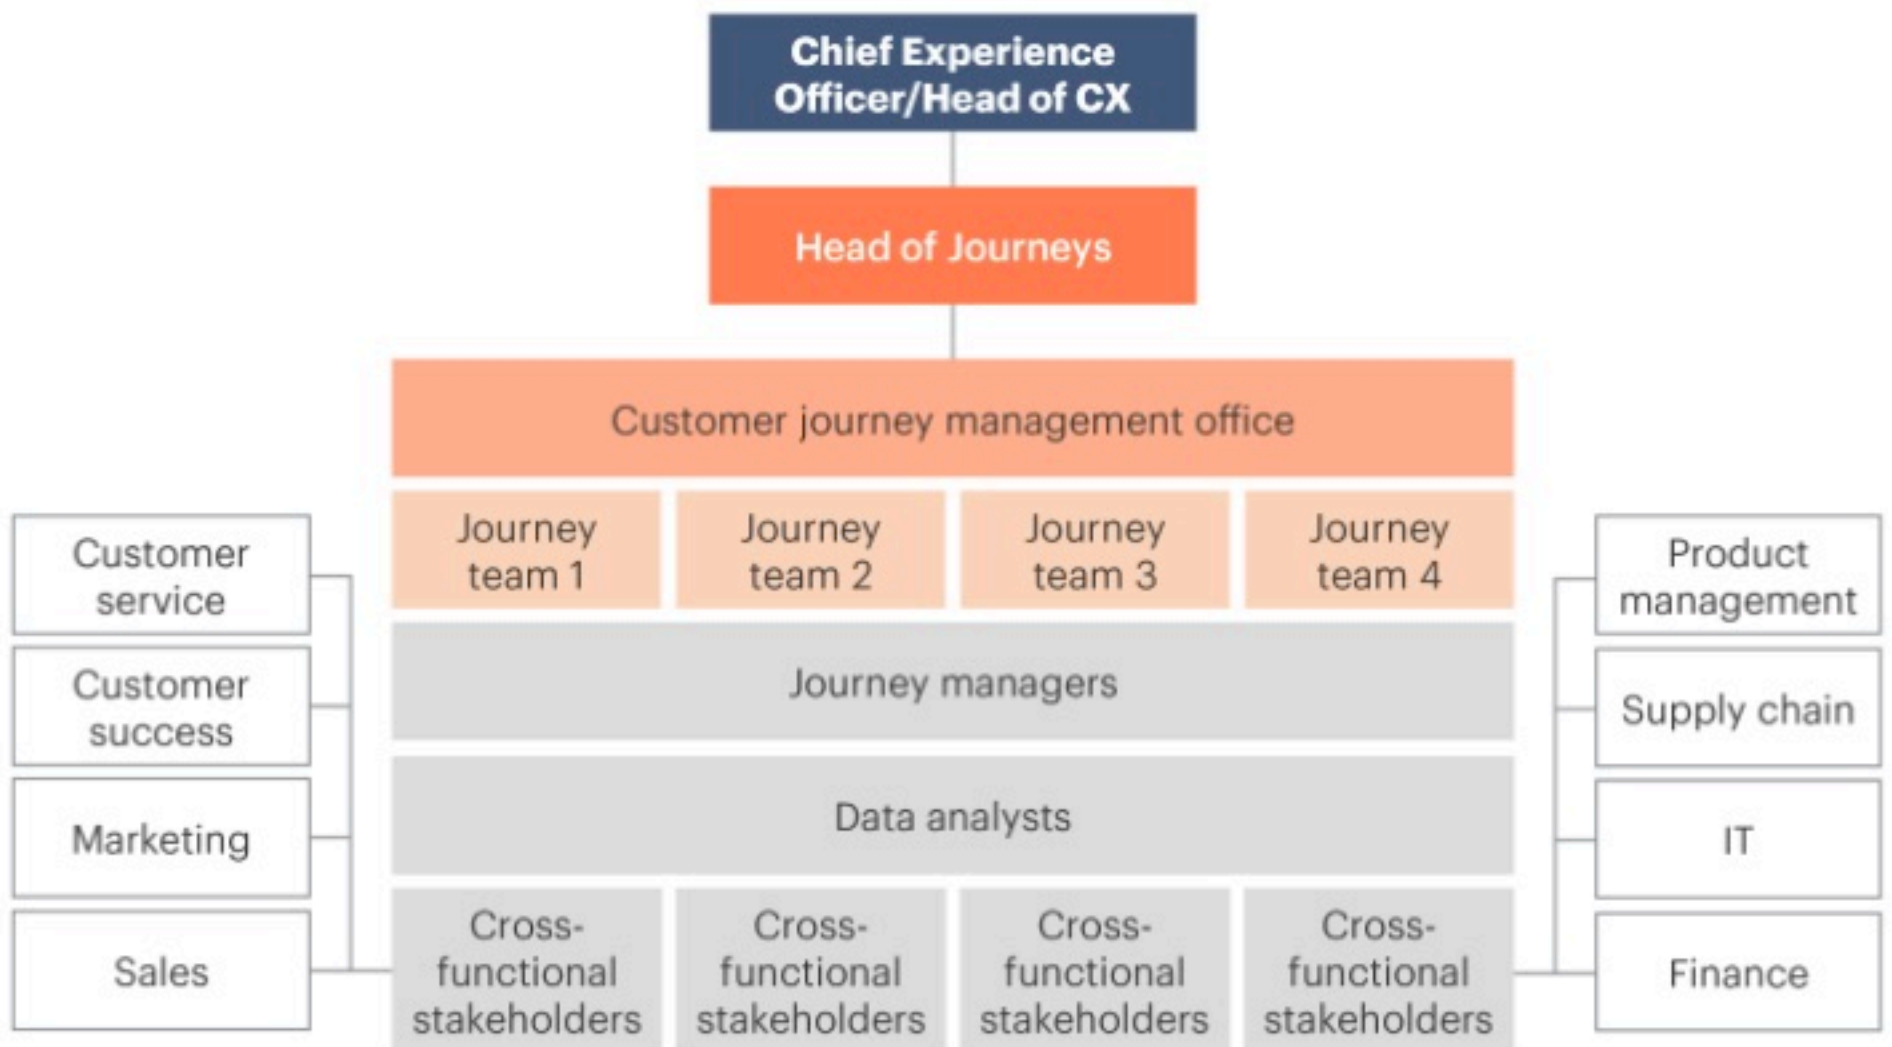 Chief Experience
Officer/Head of CX
Head of Journeys
Customer journey management office
Journey
team 1
Journey
team 2
Journey
team 3
Journey
team 4
Journey managers
Data analysts
Cross-
functional
stakeholders
Cross-
functional
stakeholders
Cross-
functional
stakeholders
Cross-
functional
stakeholders
Customer
service
Customer
success
Marketing
Sales
Product
management
Supply chain
IT
Finance